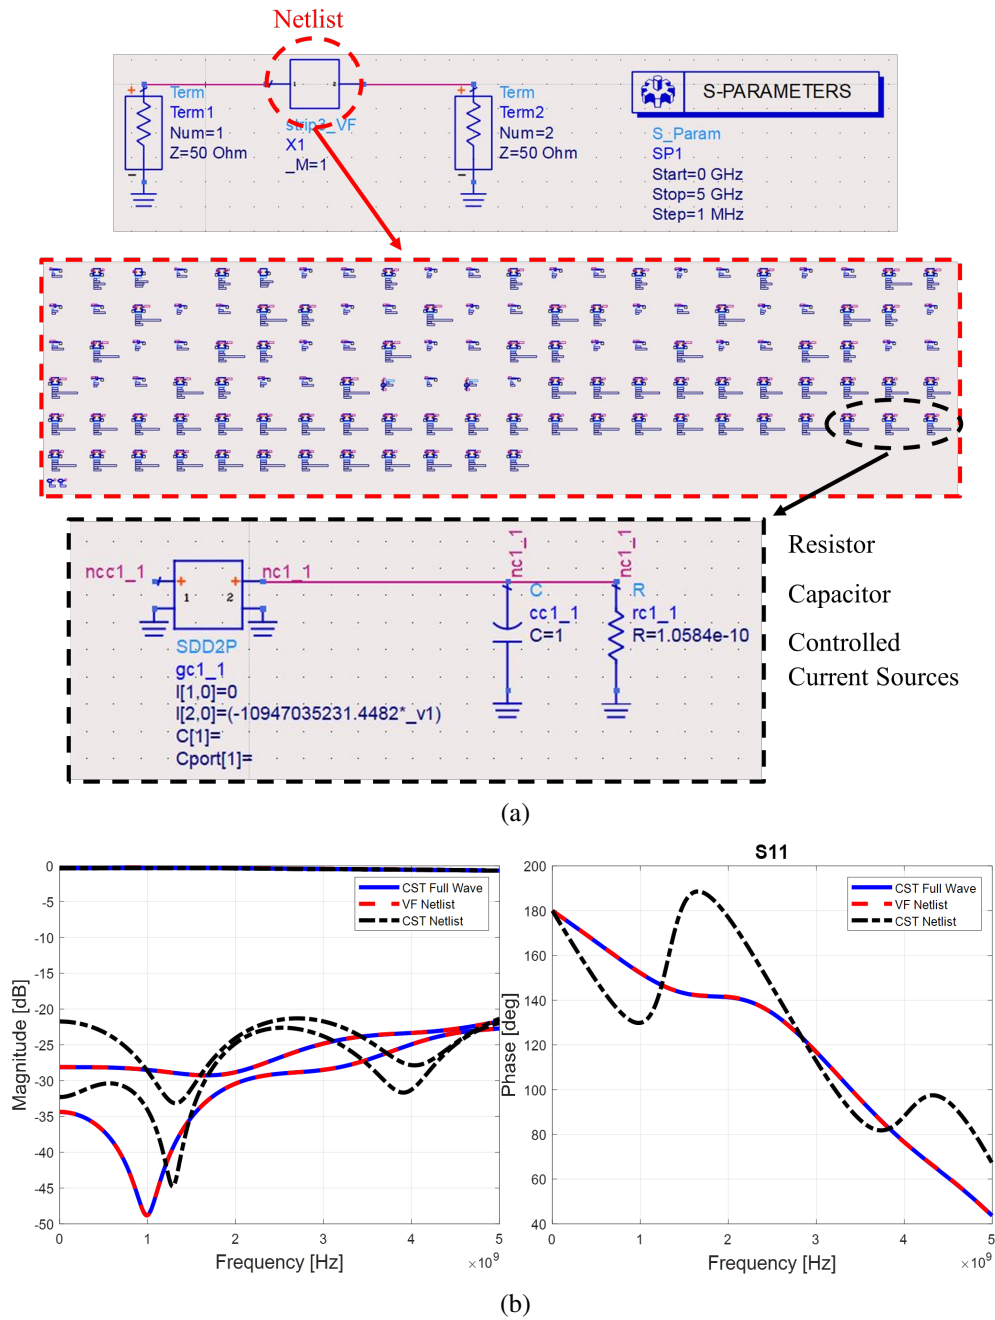 Netlist
+
Term
Term1
Num=1
Z=50 Ohm
-
1
2
strip3_VF
X1
_M=1
+
Term
Term2
Num=2
Z=50 Ohm
-
S-PARAMETERS
S_Param
SP1
Start=0 GHz
Stop=5 GHz
Step=1 MHz
ncc1_1
nc1_1
+
+
1
2
SDD2P
gc1_1
I[1,0]=0
I[2,0]=(-10947035231.4482*_v1)
C[1]=
Cport[1]=
nc1_1
C
cc1_1
C=1
nc1_1
R
rc1_1
R=1.0584e-10
Resistor
Capacitor
Controlled
Current Sources
(a)
Magnitude [dB]
0
-5
-10
-15
-20
-25
-30
-35
-40
-45
-50
CST Full Wave
VF Netlist
CST Netlist
0
1
2
3
4
5
×10⁹
Frequency [Hz]
S11
Phase [deg]
200
180
160
140
120
100
80
60
40
CST Full Wave
VF Netlist
CST Netlist
0
1
2
3
4
5
×10⁹
Frequency [Hz]
(b)